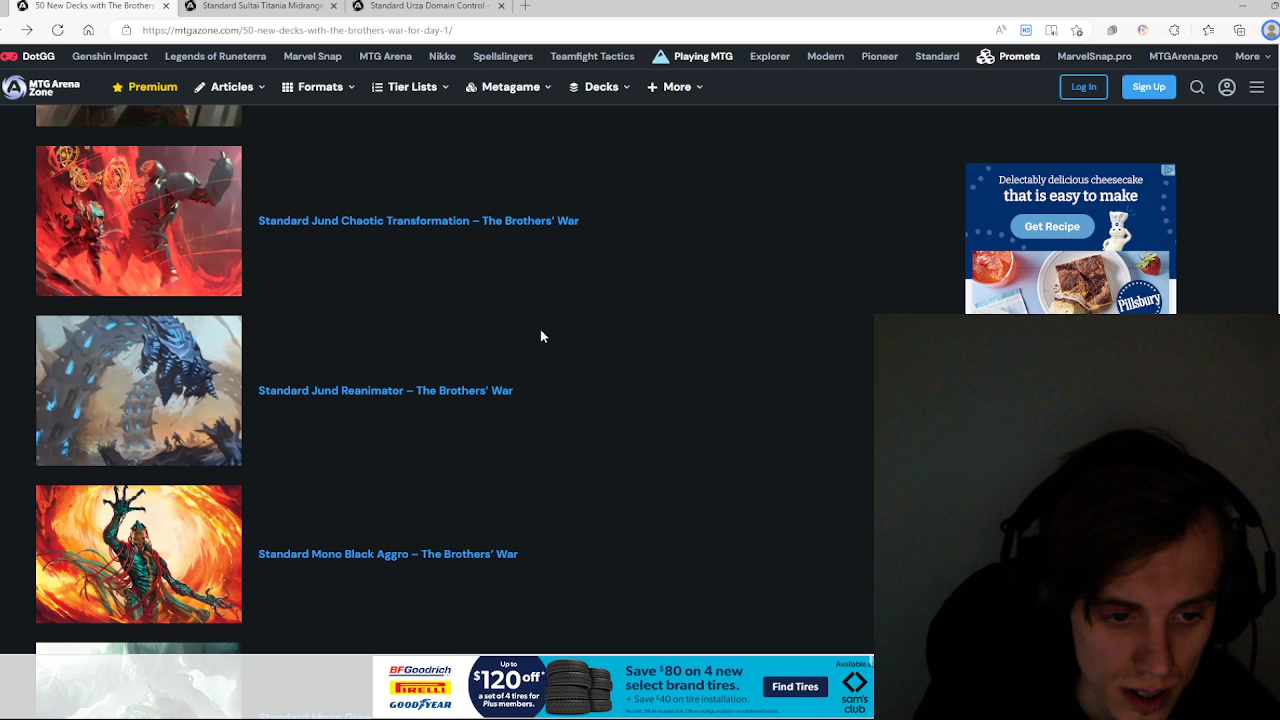 50 New Decks with The Brothers
Standard Sultai Titania Midrange
Standard Urza Domain Control -
https://mtgazone.com/50-new-decks-with-the-brothers-war-for-day-1/
DotGG Genshin Impact Legends of Runeterra Marvel Snap MTG Arena Nikke Spellslingers Teamfight Tactics Playing MTG Explorer Modern Pioneer Standard Prometa MarvelSnap.pro MTGArena.pro More
MTG Arena
Zone
Premium Articles Formats Tier Lists Metagame Decks More Log In Sign Up
Standard Jund Chaotic Transformation – The Brothers' War
Standard Jund Reanimator – The Brothers' War
Standard Mono Black Aggro – The Brothers' War
Delectably delicious cheesecake
that is easy to make
Get Recipe
Pillsbury
BFGoodrich
PIRELLI
GOODYEAR
Up to
$120 off*
a set of 4 tires for
Plus members.
Save $80 on 4 new
select brand tires.
+ Save $40 on tire installation.
Find Tires
Available
sam's
club